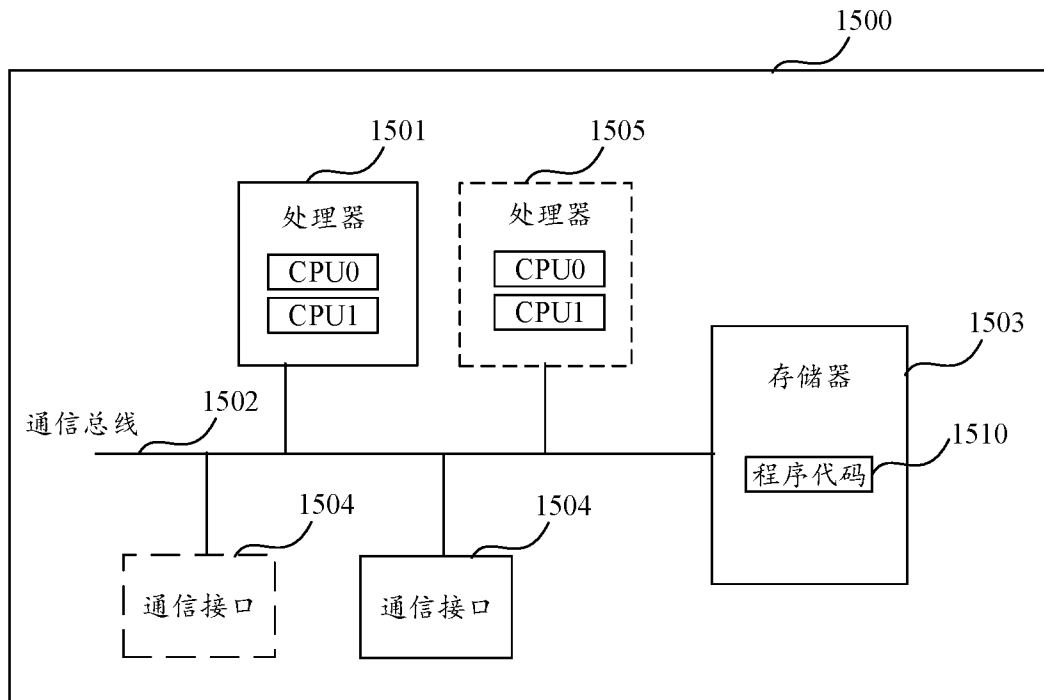 1500
1501
1505
处理器
处理器
CPU0
CPU0
CPU1
CPU1
1503
存储器
1502
通信总线
1510
程序代码
1504
1504
通信接口
通信接口